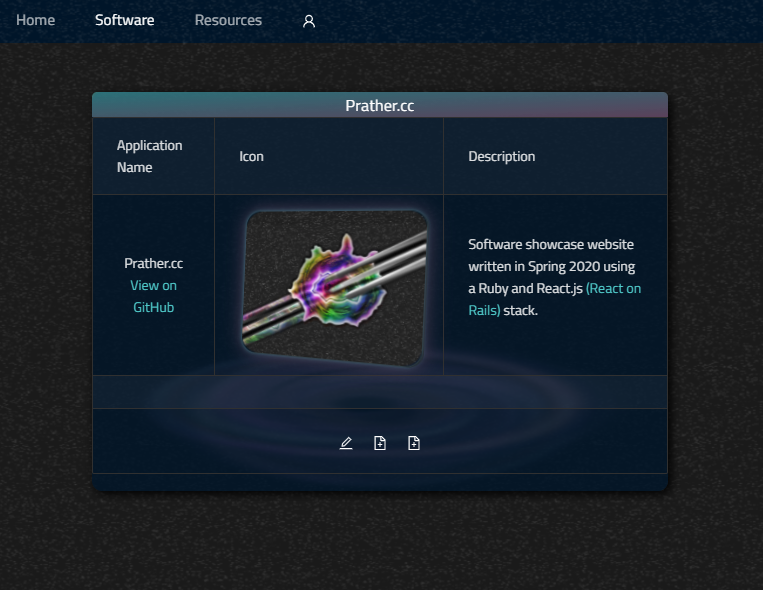 Home Software Resources
Prather.cc
Application
Name
Icon
Description
Prather.cc
View on
GitHub
Software showcase website
written in Spring 2020 using
a Ruby and React.js (React on
Rails) stack.